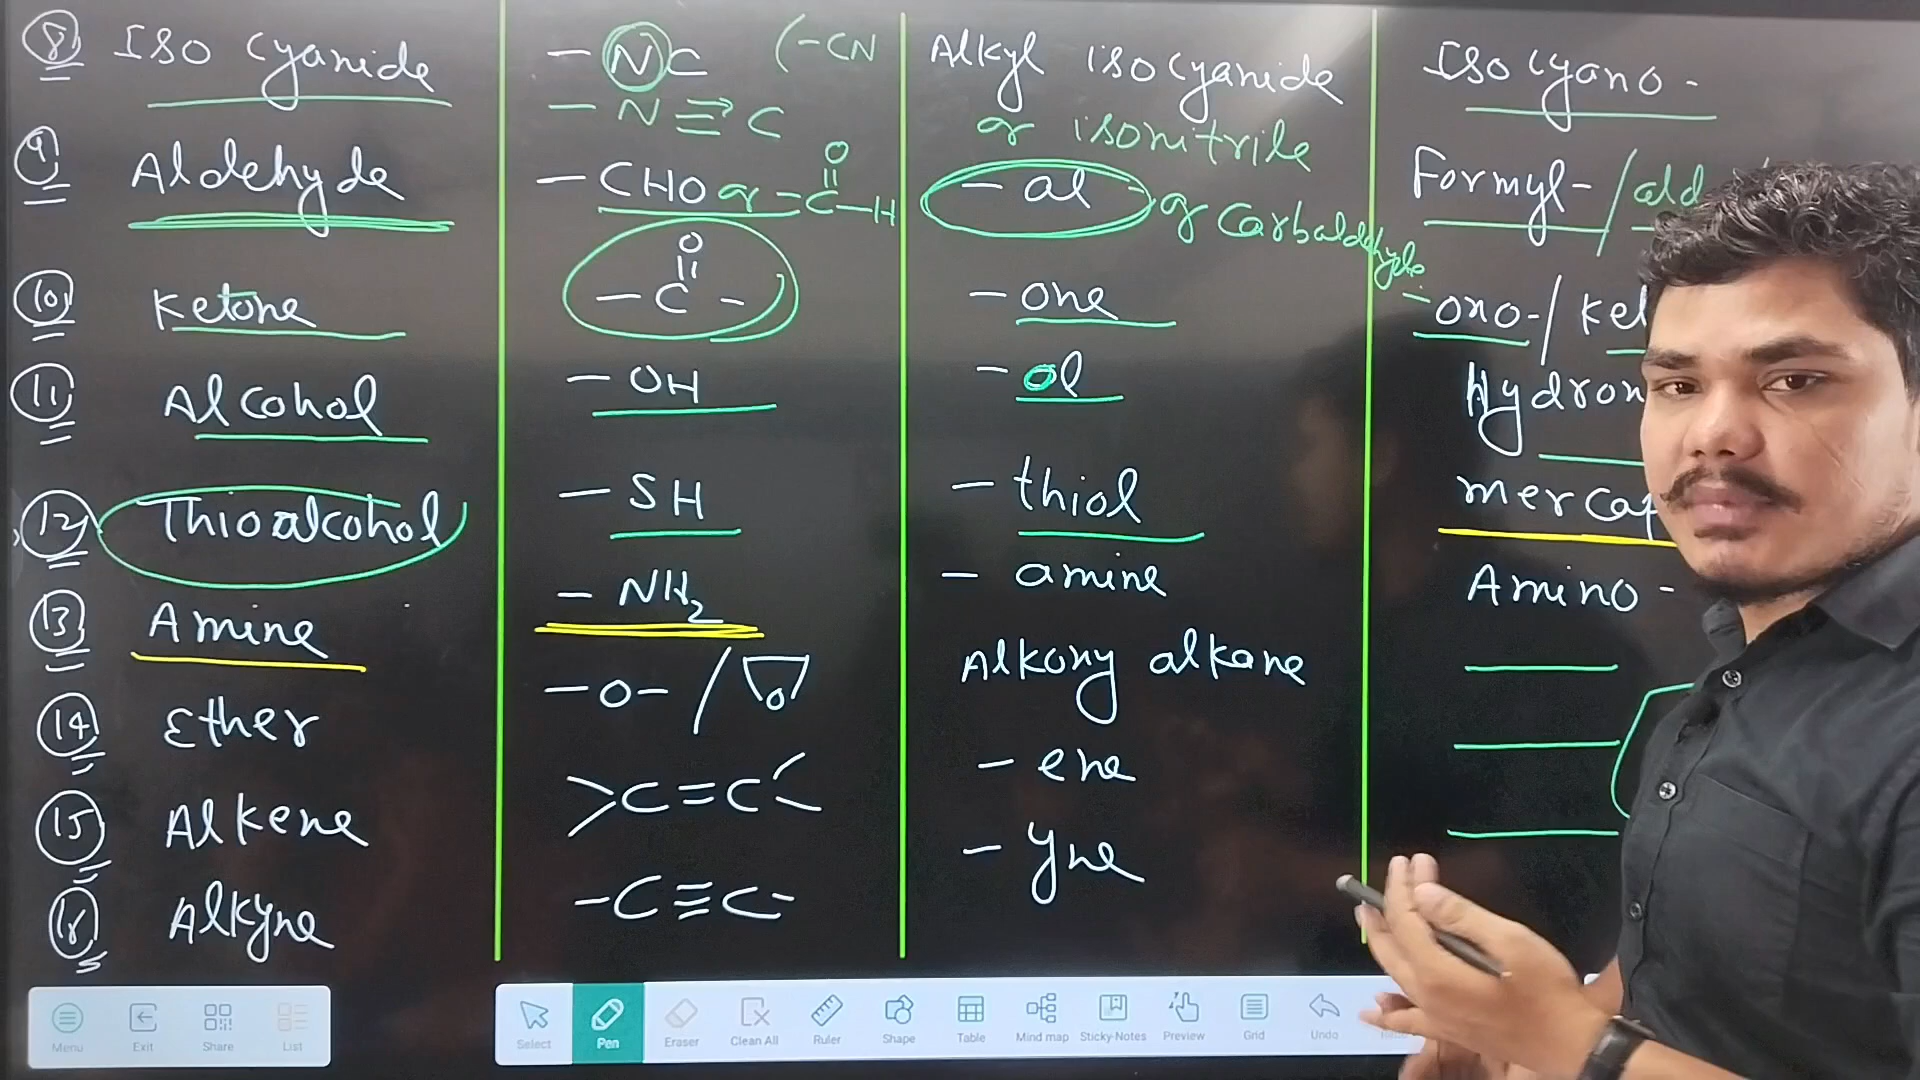 8 Iso cyanide - NC (-CN Alkyl isocyanide Isocyano -
- N ≡ C or isonitrile
9 Aldehyde - CHO or -C-H - al or Carbaldehyde Formyl- / ald
O
O
10 Ketone - C - - one - oxo- / Ket
O
11 Alcohol - OH - ol Hydrox
12 Thioalcohol - SH - thiol mercap
13 Amine - NH2 - amine Amino -
14 Ether -O- / O Alkoxy alkane
15 Alkene >C=C< - ene
16 Alkyne -C≡C- - yne
Menu Exit Share List Select Pen Eraser Clean All Ruler Shape Table Mind map Sticky-Notes Preview Grid Undo